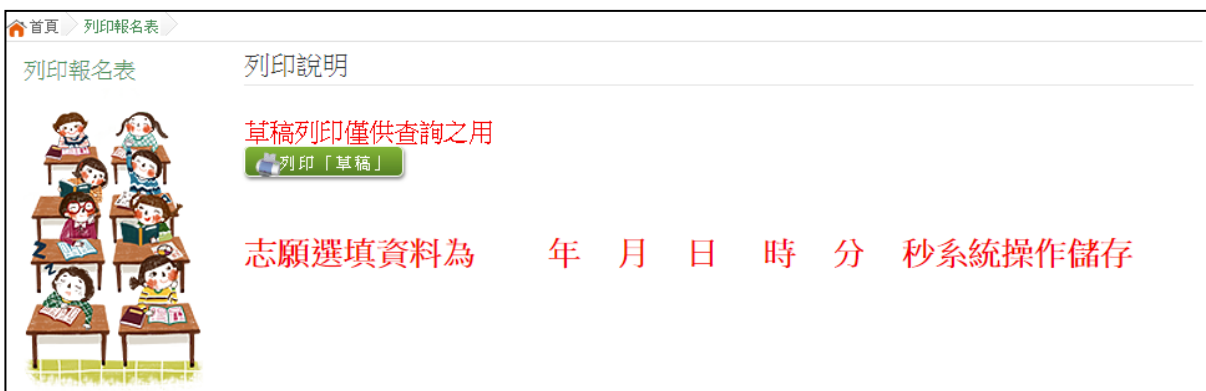 首頁 列印報名表
列印報名表
列印說明
草稿列印僅供查詢之用
列印「草稿」
志願選填資料為 年 月 日 時 分 秒系統操作儲存